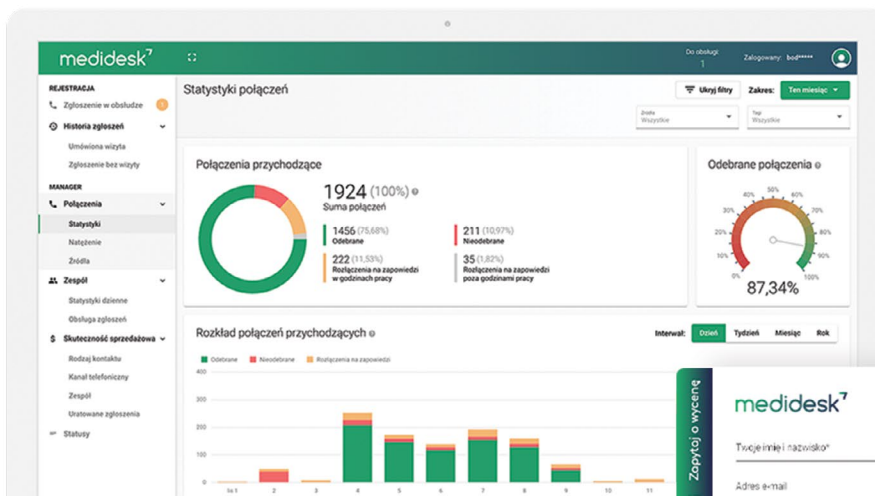 medidesk
Do obsługi:
1
Zalogowany: bod*****
REJESTRACJA
Zgłoszenie w obsłudze
Historia zgłoszeń
Umówiona wizyta
Zgłoszenie bez wizyty
MANAGER
Połączenia
Statystyki
Natężenie
Źródła
Zespół
Statystyki dzienne
Obsługa zgłoszeń
$ Skuteczność sprzedażowa
Rodzaj kontaktu
Kanał telefoniczny
Zespół
Uratowane zgłoszenia
Statusy
Statystyki połączeń
Ukryj filtry
Zakres:
Ten miesiąc
Źródło
Wszystkie
Tagi
Wszystkie
Połączenia przychodzące
1924 (100%)
Suma połączeń
1456 (75,68%)
Odebrane
211 (10,97%)
Nieodebrane
222 (11,53%)
Rozłączenia na zapowiedzi
w godzinach pracy
35 (1,82%)
Rozłączenia na zapowiedzi
poza godzinami pracy
Odebrane połączenia
0%
10%
20%
30%
40%
50%
60%
70%
80%
90%
100%
87,34%
Rozkład połączeń przychodzących
Interwał:
Dzień
Tydzień
Miesiąc
Rok
Odebrane
Nieodebrane
Rozłączenia na zapowiedzi
400
300
200
100
0
lis 1
2
3
4
5
6
7
8
9
10
11
Zapytaj o wycenę
medidesk
Twoje imię i nazwisko*
Adres e-mail